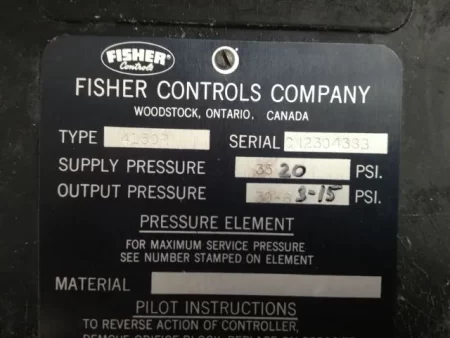 FISHER
Controls
FISHER CONTROLS COMPANY
WOODSTOCK, ONTARIO, CANADA
TYPE SERIAL
SUPPLY PRESSURE 35 20 PSI.
OUTPUT PRESSURE 3-15 PSI.
PRESSURE ELEMENT
FOR MAXIMUM SERVICE PRESSURE
SEE NUMBER STAMPED ON ELEMENT
MATERIAL
PILOT INSTRUCTIONS
TO REVERSE ACTION OF CONTROLLER,